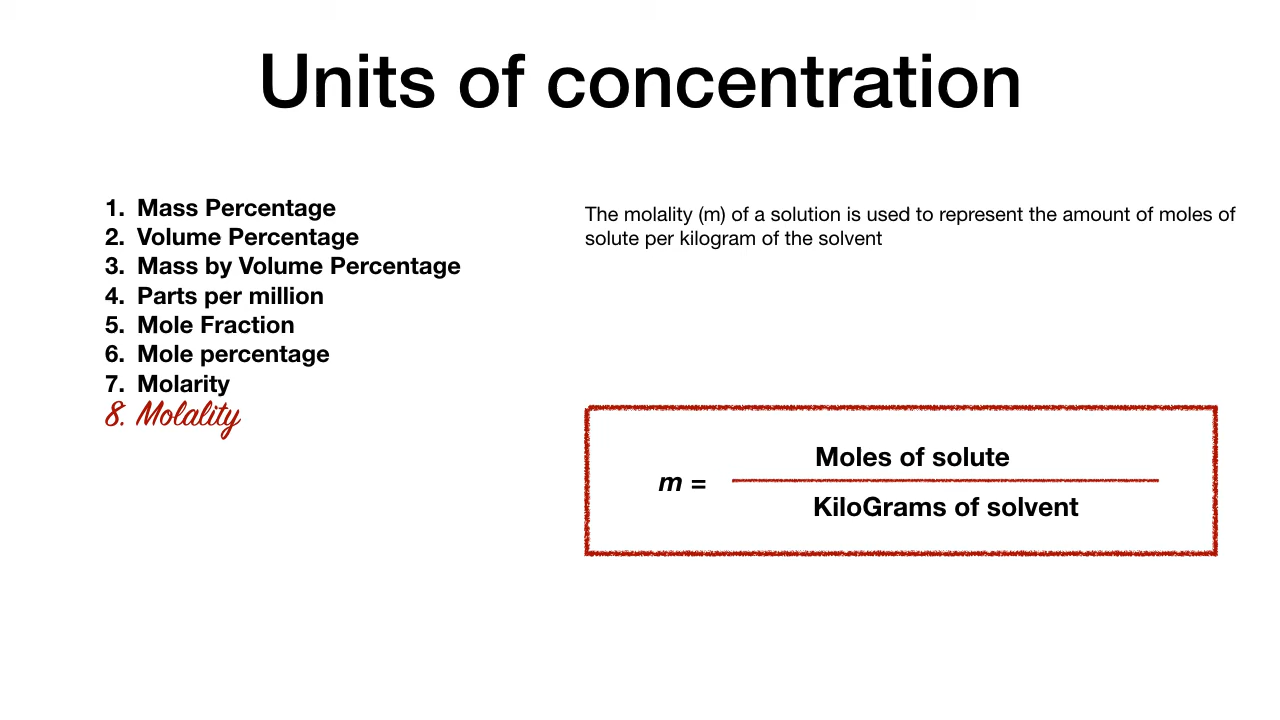 Units of concentration
1. Mass Percentage
2. Volume Percentage
3. Mass by Volume Percentage
4. Parts per million
5. Mole Fraction
6. Mole percentage
7. Molarity
8. Molality
The molality (m) of a solution is used to represent the amount of moles of
solute per kilogram of the solvent
Moles of solute
m =
KiloGrams of solvent